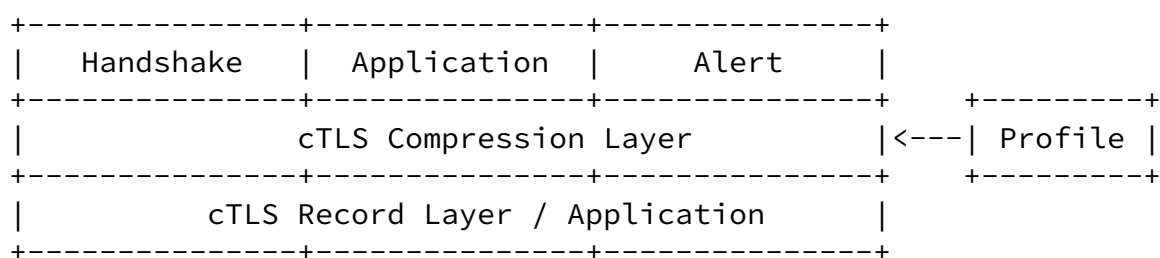 +---------------+---------------+---------------+
|   Handshake   |  Application  |     Alert     |
+---------------+---------------+---------------+    +---------+
|               cTLS Compression Layer          |<---| Profile |
+---------------+---------------+---------------+    +---------+
|          cTLS Record Layer / Application      |
+---------------+---------------+---------------+